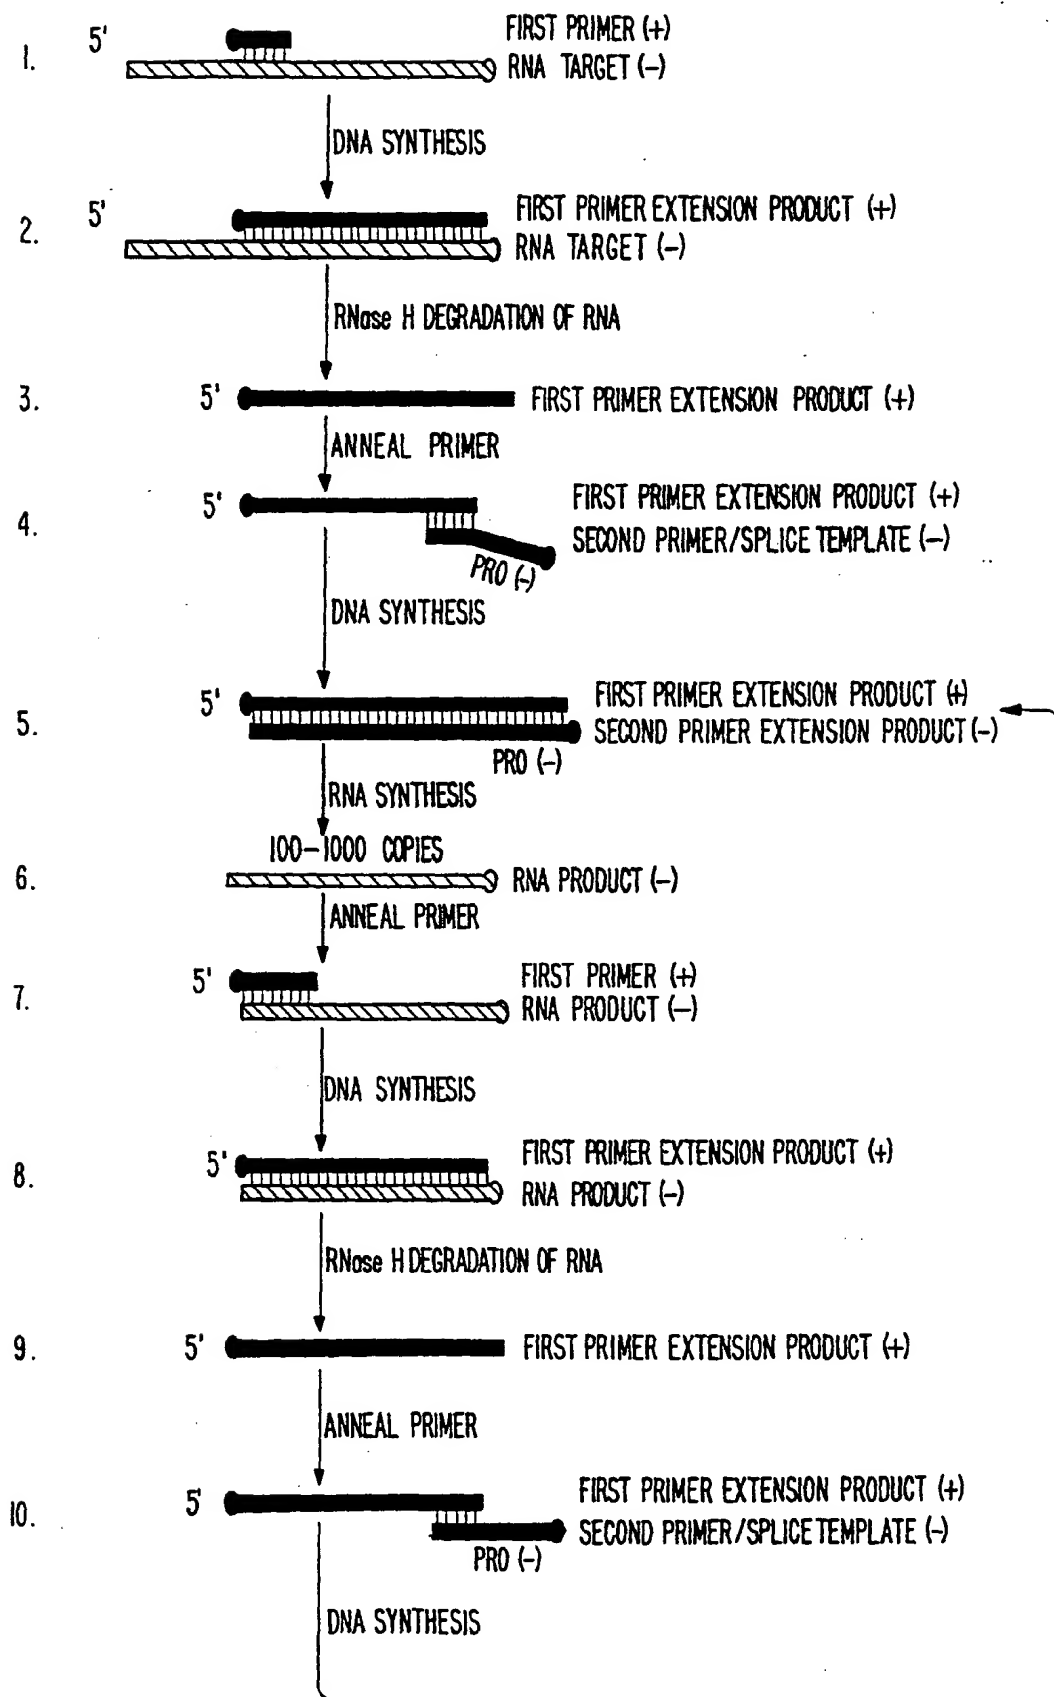 1. 5' FIRST PRIMER (+)
RNA TARGET (-)
DNA SYNTHESIS
2. 5' FIRST PRIMER EXTENSION PRODUCT (+)
RNA TARGET (-)
RNase H DEGRADATION OF RNA
3. 5' FIRST PRIMER EXTENSION PRODUCT (+)
ANNEAL PRIMER
4. 5' FIRST PRIMER EXTENSION PRODUCT (+)
SECOND PRIMER/SPLICE TEMPLATE (-)
PRO (-)
DNA SYNTHESIS
5. 5' FIRST PRIMER EXTENSION PRODUCT (+)
SECOND PRIMER EXTENSION PRODUCT (-)
PRO (-)
RNA SYNTHESIS
100-1000 COPIES
6. RNA PRODUCT (-)
ANNEAL PRIMER
7. 5' FIRST PRIMER (+)
RNA PRODUCT (-)
DNA SYNTHESIS
8. 5' FIRST PRIMER EXTENSION PRODUCT (+)
RNA PRODUCT (-)
RNase H DEGRADATION OF RNA
9. 5' FIRST PRIMER EXTENSION PRODUCT (+)
ANNEAL PRIMER
10. 5' FIRST PRIMER EXTENSION PRODUCT (+)
SECOND PRIMER/SPLICE TEMPLATE (-)
PRO (-)
DNA SYNTHESIS